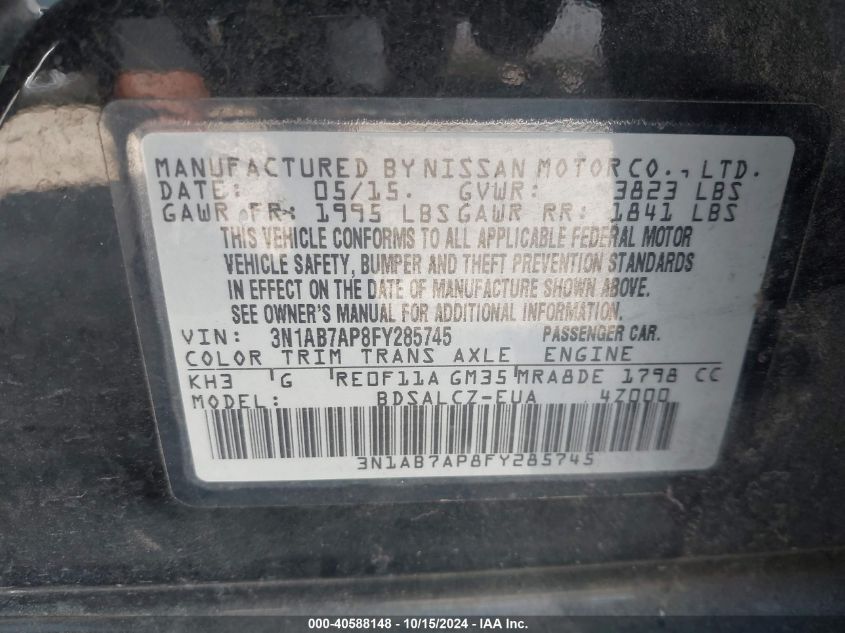 MANUFACTURED BY NISSAN MOTOR CO., LTD.
DATE: 05/15. GVWR: 3823 LBS
GAWR FR: 1995 LBS GAWR RR: 1841 LBS
THIS VEHICLE CONFORMS TO ALL APPLICABLE FEDERAL MOTOR
VEHICLE SAFETY, BUMPER AND THEFT PREVENTION STANDARDS
IN EFFECT ON THE DATE OF MANUFACTURE SHOWN ABOVE.
SEE OWNER'S MANUAL FOR ADDITIONAL INFORMATION.
VIN: 3N1AB7AP8FY285745 PASSENGER CAR.
COLOR TRIM TRANS AXLE ENGINE
KH3 G RE0F11A GM35 MRA8DE 1798 CC
MODEL: BDSALCZ-EUA 4Z000
3N1AB7AP8FY285745
000-40588148 - 10/15/2024 - IAA Inc.